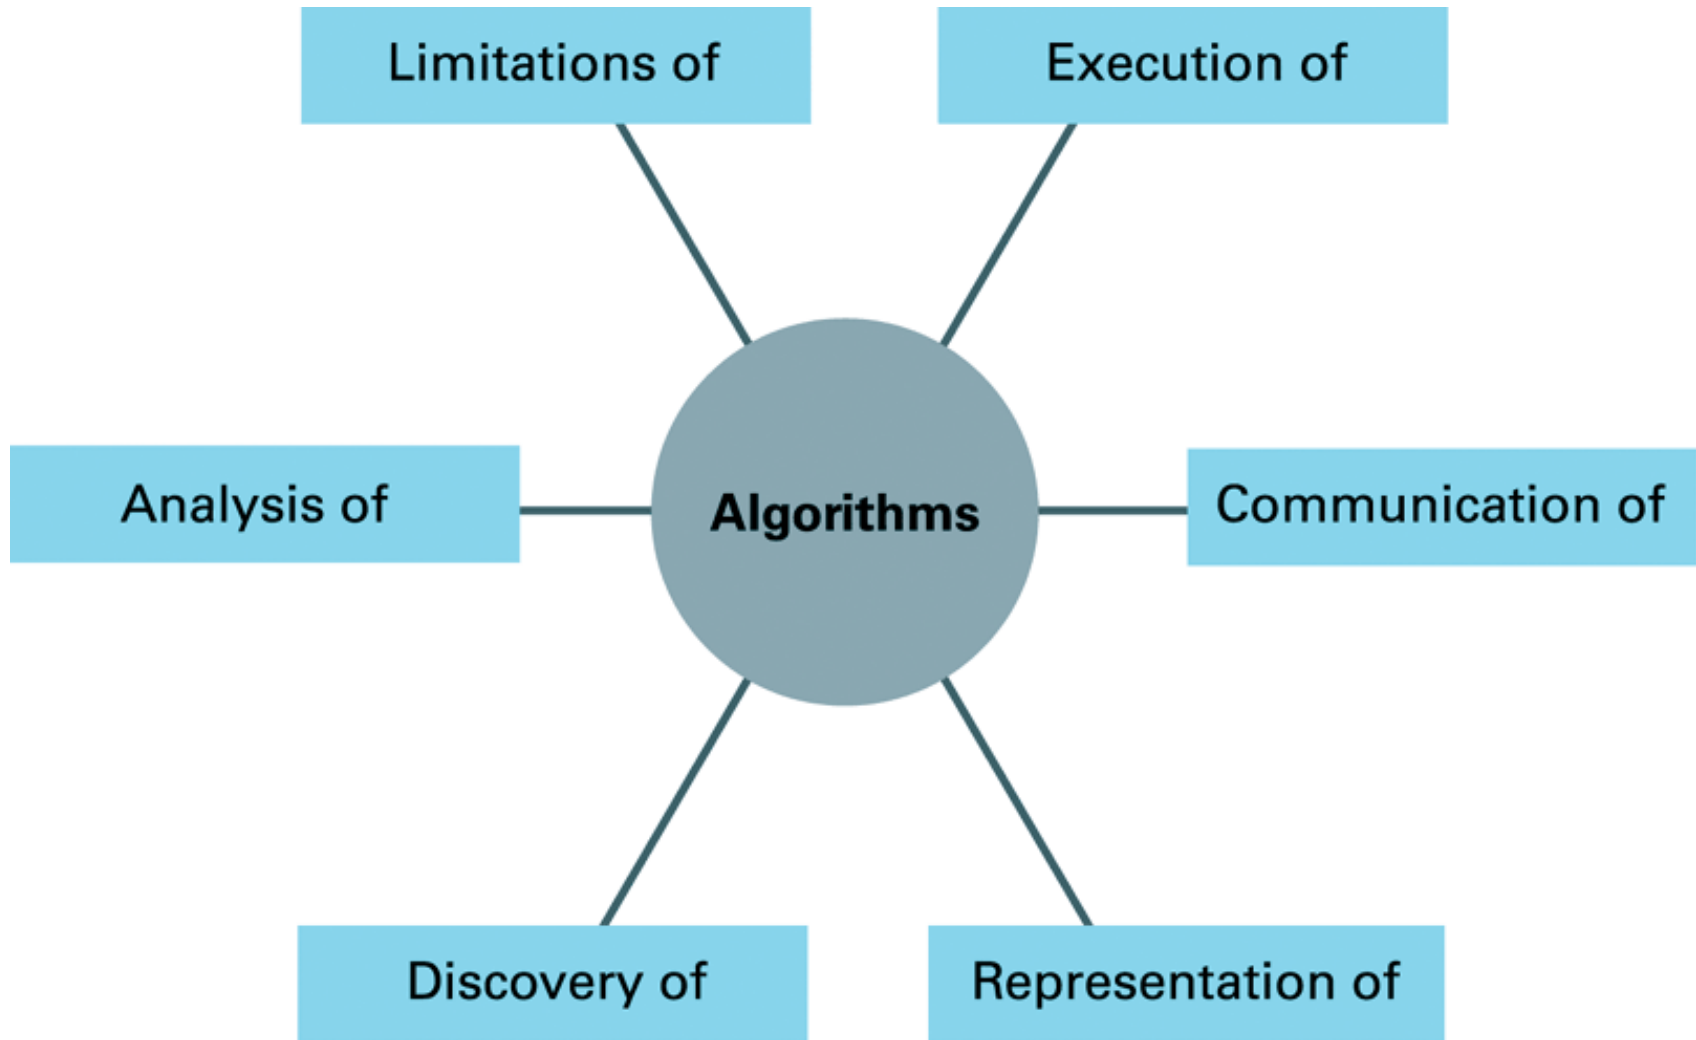 Limitations of
Execution of
Analysis of
Algorithms
Communication of
Discovery of
Representation of